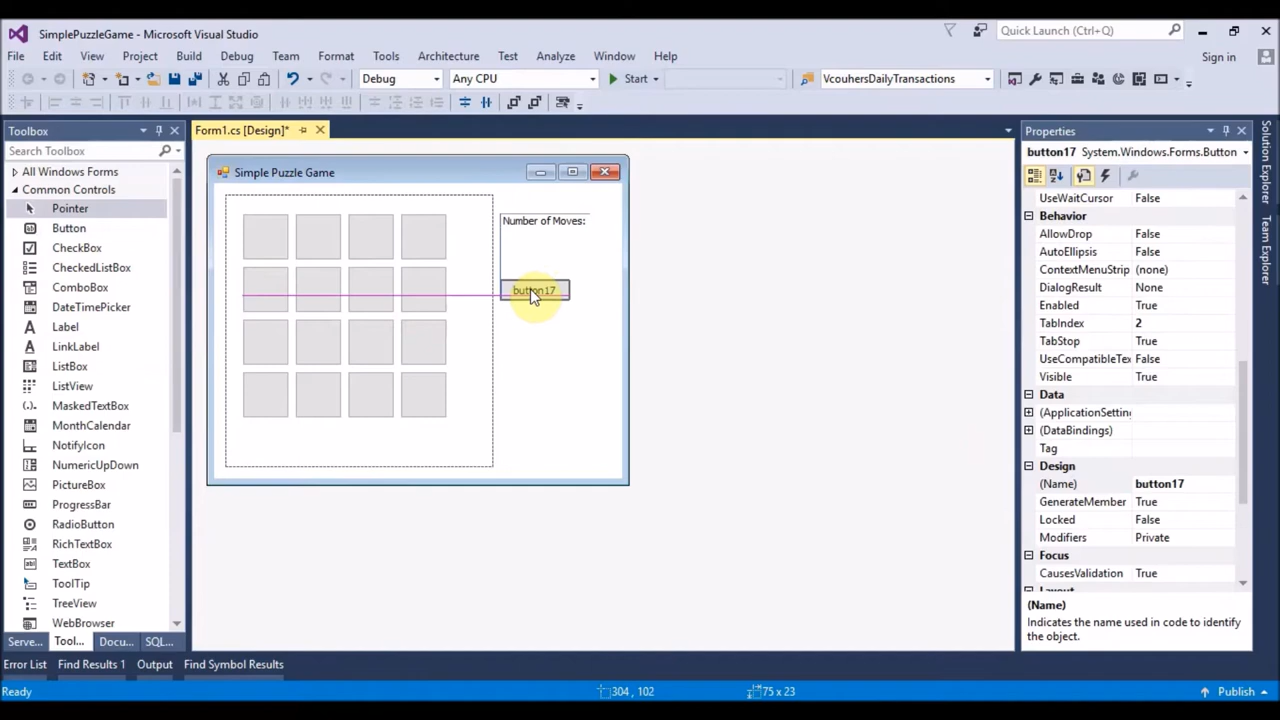 SimplePuzzleGame - Microsoft Visual Studio
Quick Launch (Ctrl+Q)
File Edit View Project Build Debug Team Format Tools Architecture Test Analyze Window Help
Sign in
Debug Any CPU Start VcouhersDailyTransactions
Toolbox
Search Toolbox
All Windows Forms
Common Controls
Pointer
Button
CheckBox
CheckedListBox
ComboBox
DateTimePicker
Label
LinkLabel
ListBox
ListView
MaskedTextBox
MonthCalendar
NotifyIcon
NumericUpDown
PictureBox
ProgressBar
RadioButton
RichTextBox
TextBox
ToolTip
TreeView
WebBrowser
Serve... Tool... Docu... SQL...
Form1.cs [Design]*
Simple Puzzle Game
Number of Moves:
button17
Properties
button17 System.Windows.Forms.Button
UseWaitCursor False
Behavior
AllowDrop False
AutoEllipsis False
ContextMenuStrip (none)
DialogResult None
Enabled True
TabIndex 2
TabStop True
UseCompatibleTex False
Visible True
Data
(ApplicationSetting
(DataBindings)
Tag
Design
(Name) button17
GenerateMember True
Locked False
Modifiers Private
Focus
CausesValidation True
(Name)
Indicates the name used in code to identify
the object.
Solution Explorer
Team Explorer
Error List Find Results 1 Output Find Symbol Results
Ready 304 , 102 75 x 23 Publish